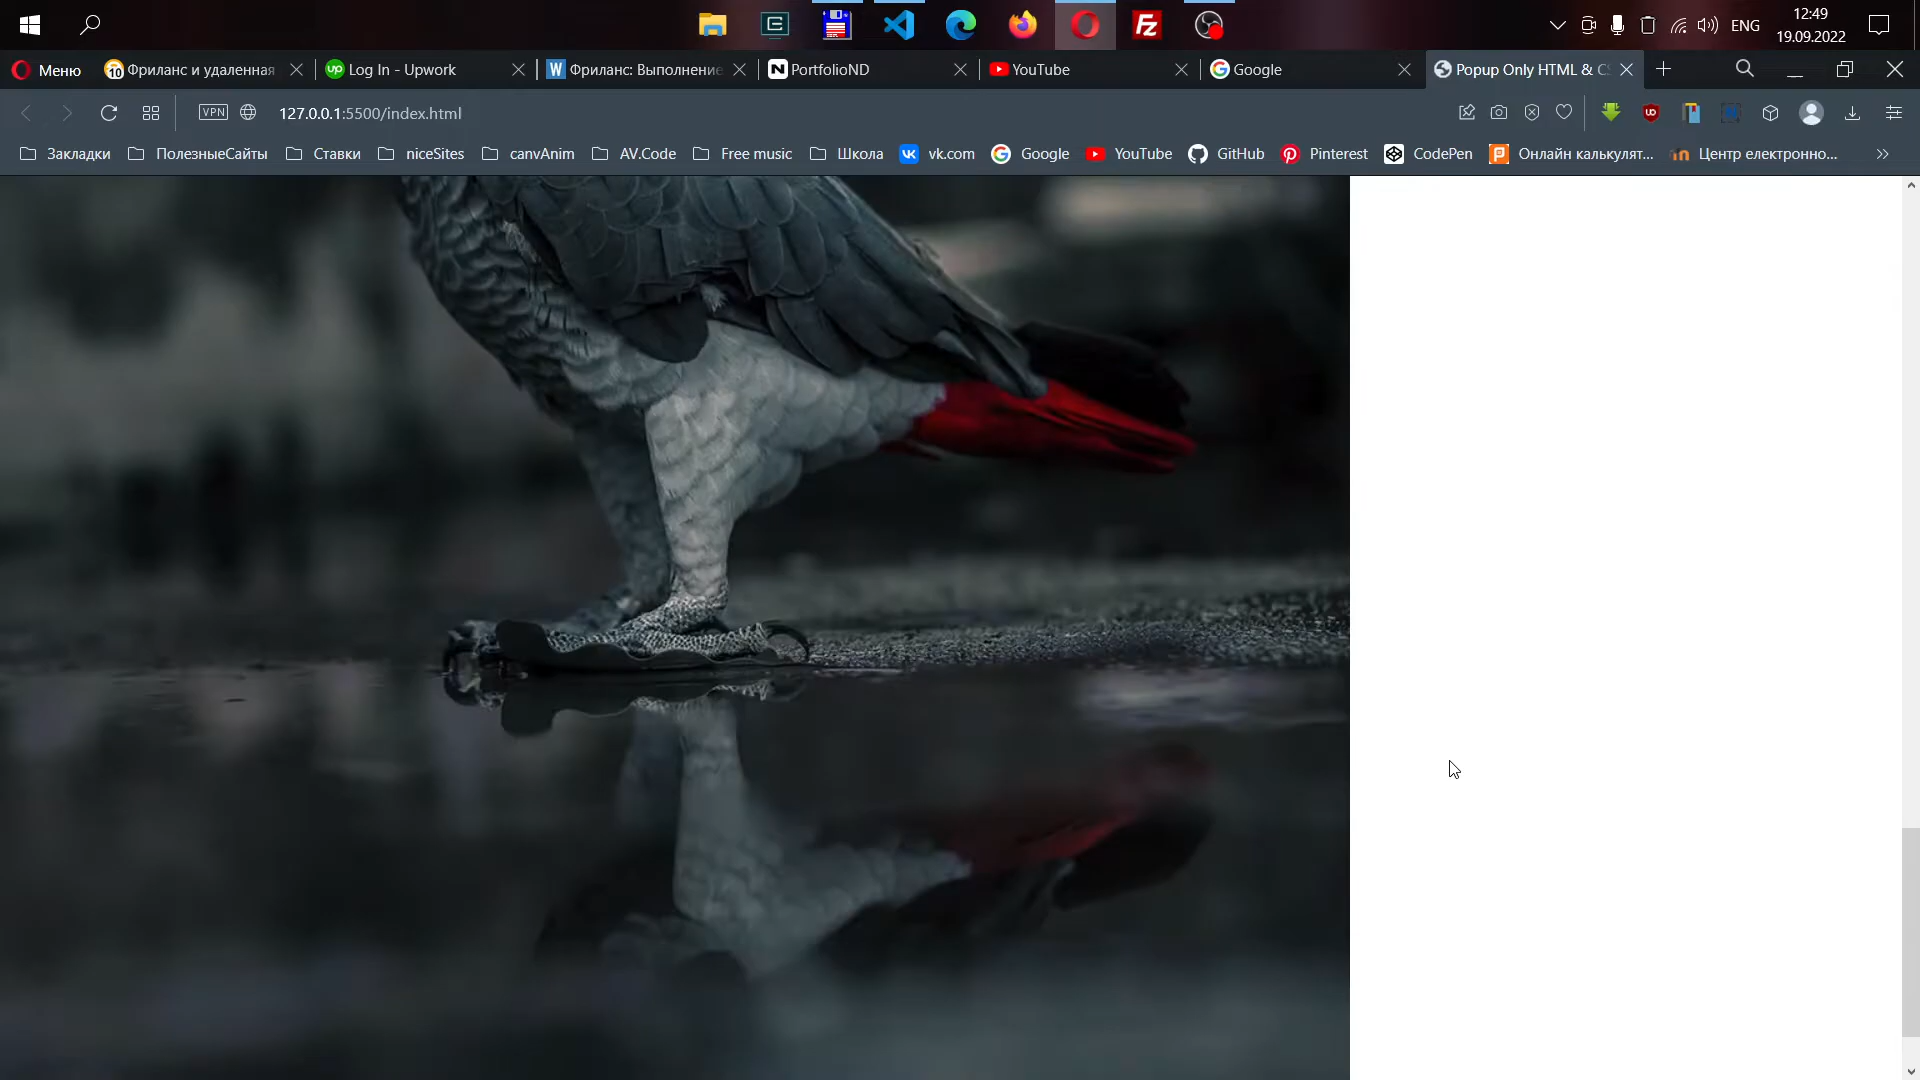 ENG
12:49
19.09.2022
Меню
Фриланс и удаленная
Log In - Upwork
Фриланс: Выполнение
PortfolioND
YouTube
Google
Popup Only HTML & C
VPN
127.0.0.1:5500/index.html
Закладки
ПолезныеСайты
Ставки
niceSites
canvAnim
AV.Code
Free music
Школа
vk.com
Google
YouTube
GitHub
Pinterest
CodePen
Онлайн калькулят...
Центр електронно...